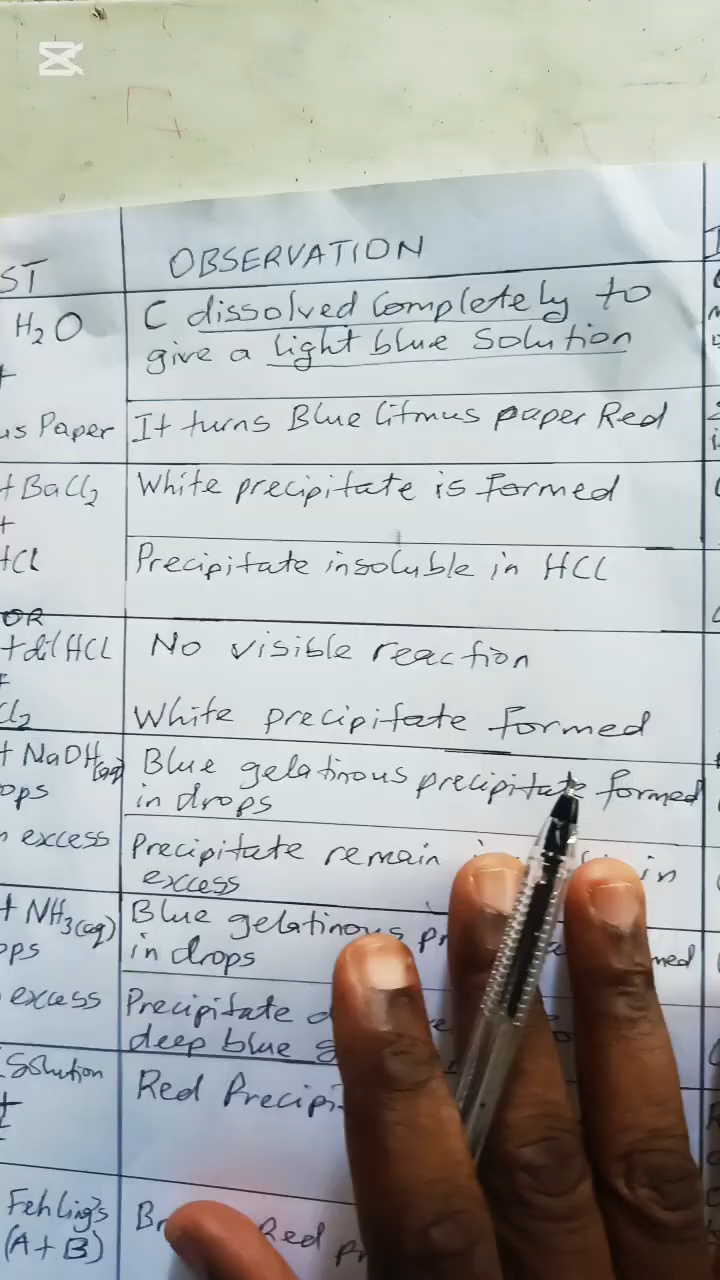 ST
OBSERVATION
H₂O
C dissolved completely to
give a light blue solution
us Paper
It turns Blue litmus paper Red
+ BaCl₂
White precipitate is formed
+
HCl
Precipitate insoluble in HCl
OR
+ dil HCl
No visible reaction
Cl₂
White precipitate formed
+ NaOH(aq)
Blue gelatinous precipitate formed
ops
in drops
n excess
Precipitate remain in
excess
+ NH₃(aq)
Blue gelatinous
ops
in drops
med
excess
Precipitate
deep blue
Solution
Red Precipi
+
Fehling's
(A + B)
Red